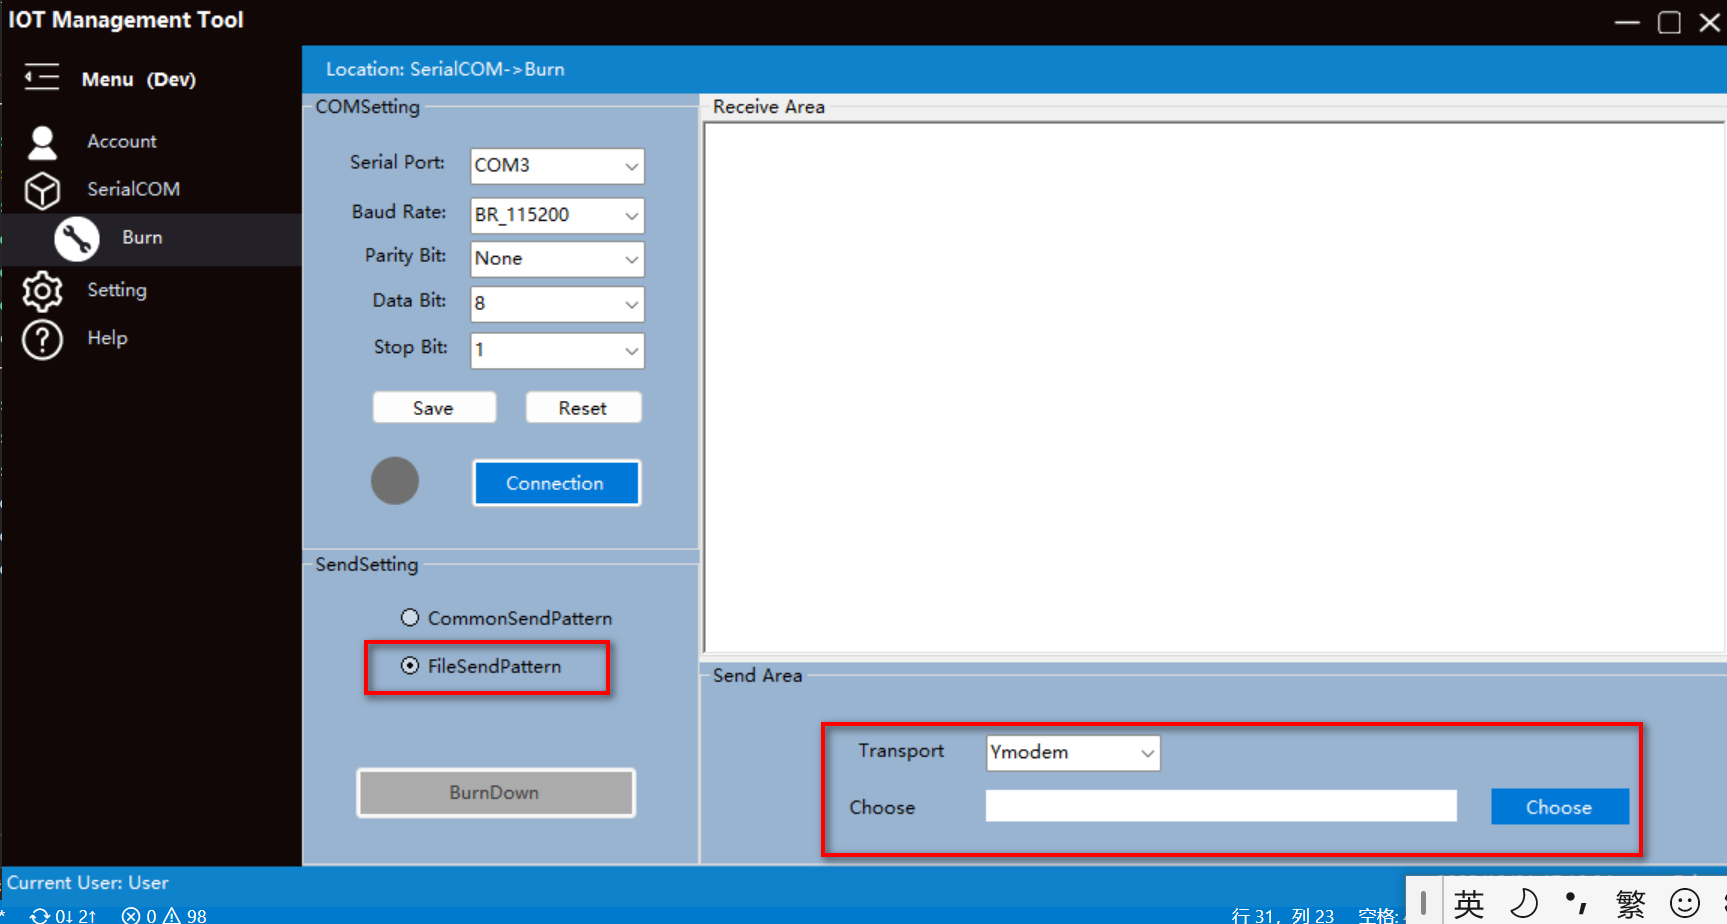 IOT Management Tool
Menu (Dev)
Account
SerialCOM
Burn
Setting
Help
Location: SerialCOM->Burn
COMSetting
Serial Port: COM3
Baud Rate: BR_115200
Parity Bit: None
Data Bit: 8
Stop Bit: 1
Save Reset
Connection
SendSetting
CommonSendPattern
FileSendPattern
BurnDown
Receive Area
Send Area
Transport Ymodem
Choose Choose
Current User: User
0↓ 2↑ 0 98
行 31，列 23 空格:
英 繁